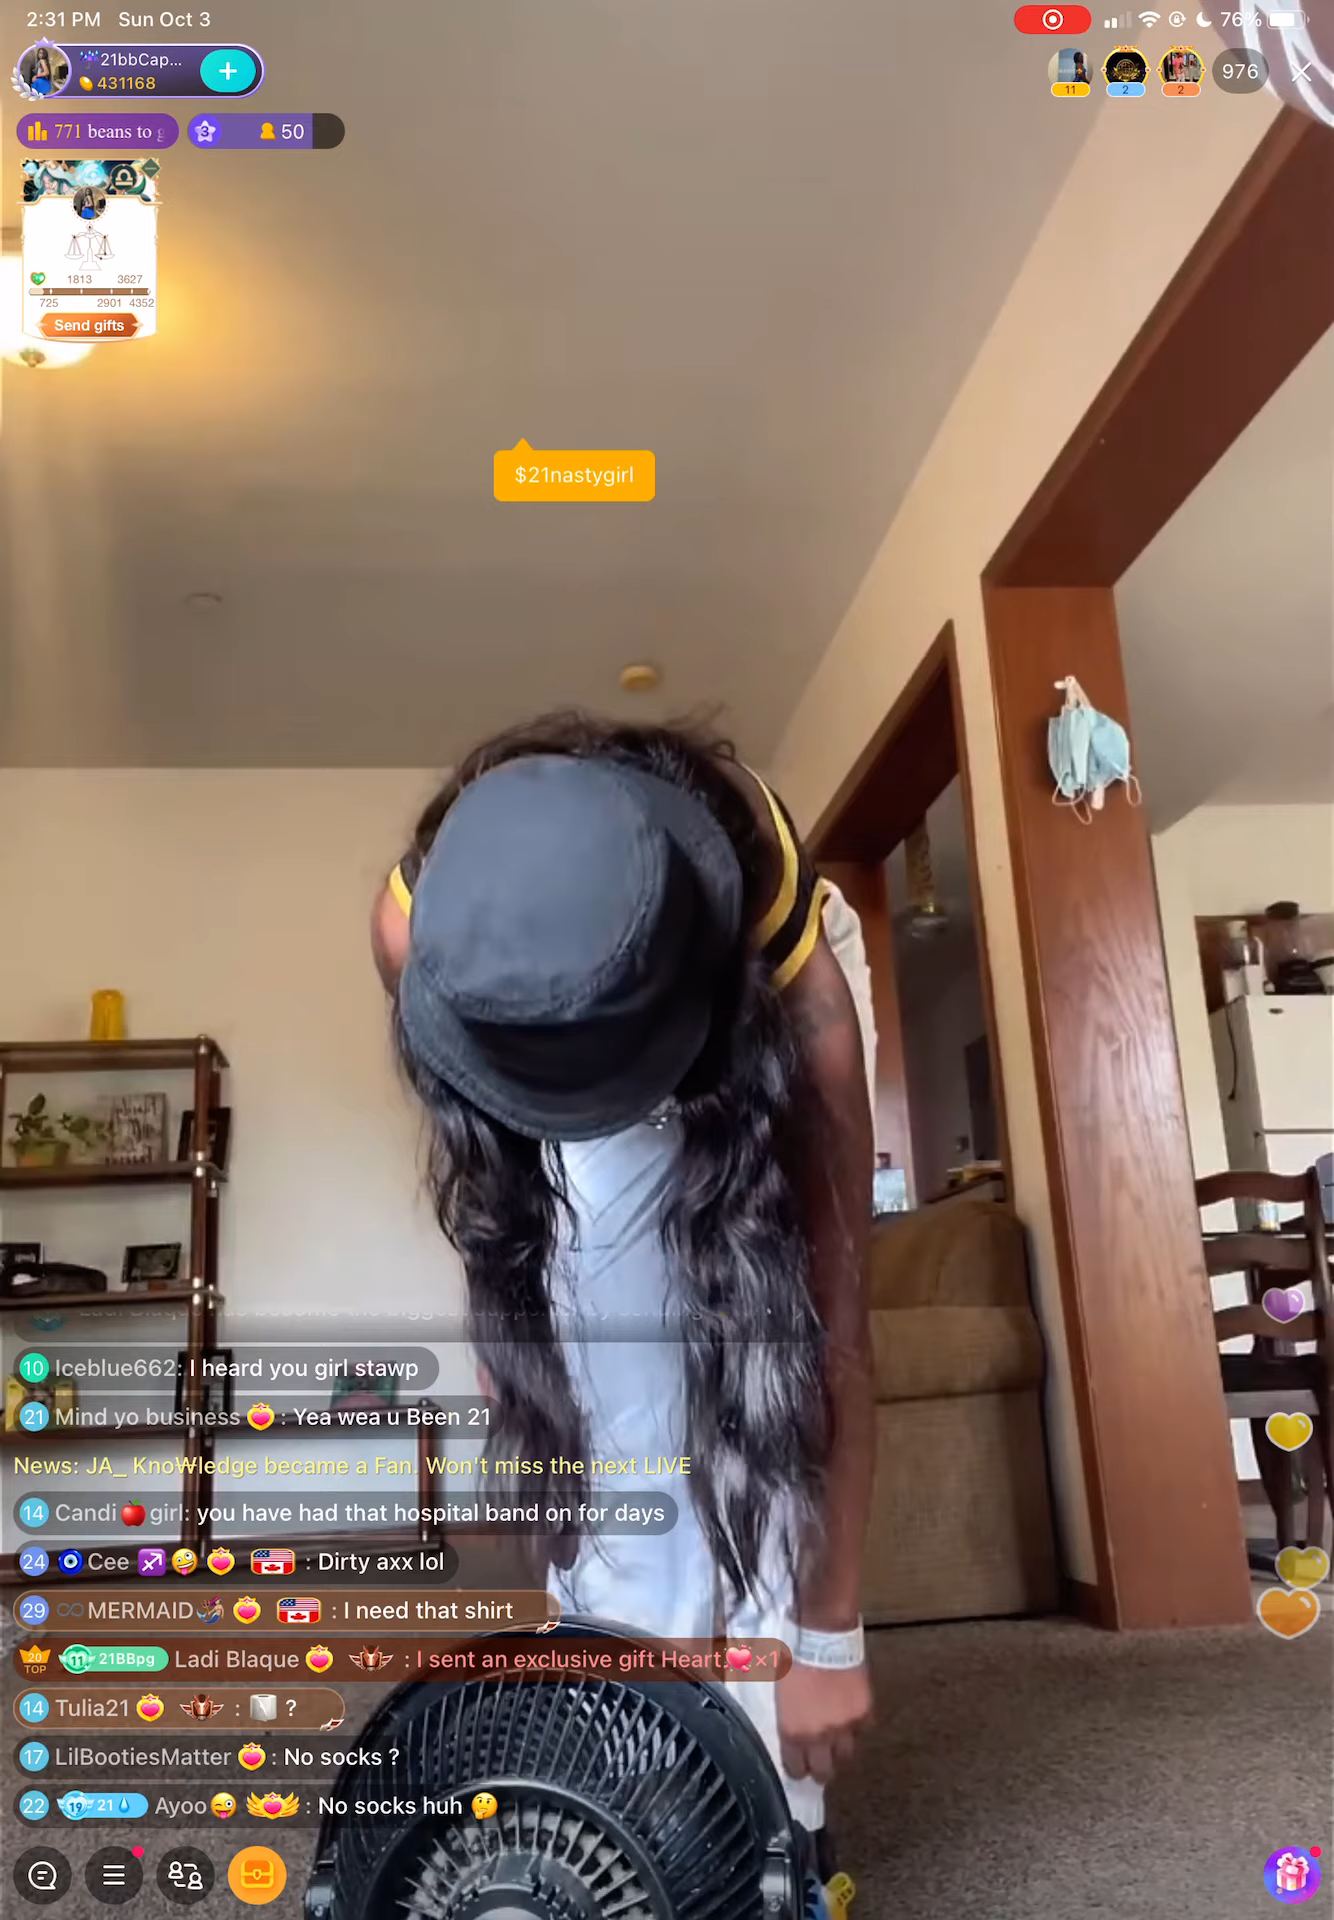 2:31 PM Sun Oct 3
76%
☔21bbCap...
431168
11
2
2
976
771 beans to g
3
50
1813 3627
725 2901 4352
Send gifts
$21nastygirl
10 Iceblue662: I heard you girl stawp
21 Mind yo business : Yea wea u Been 21
News: JA_ Kno₩ledge became a Fan. Won't miss the next LIVE
14 Candi🍎girl: you have had that hospital band on for days
24 🧿Cee♐🤪 : Dirty axx lol
29 ♾MERMAID🧜‍♀️ : I need that shirt
20 TOP 11 21BBpg Ladi Blaque : I sent an exclusive gift Heart ×1
14 Tulia21 : 🧻 ?
17 LilBootiesMatter : No socks ?
22 19 21💧 Ayoo😜 : No socks huh 🤔